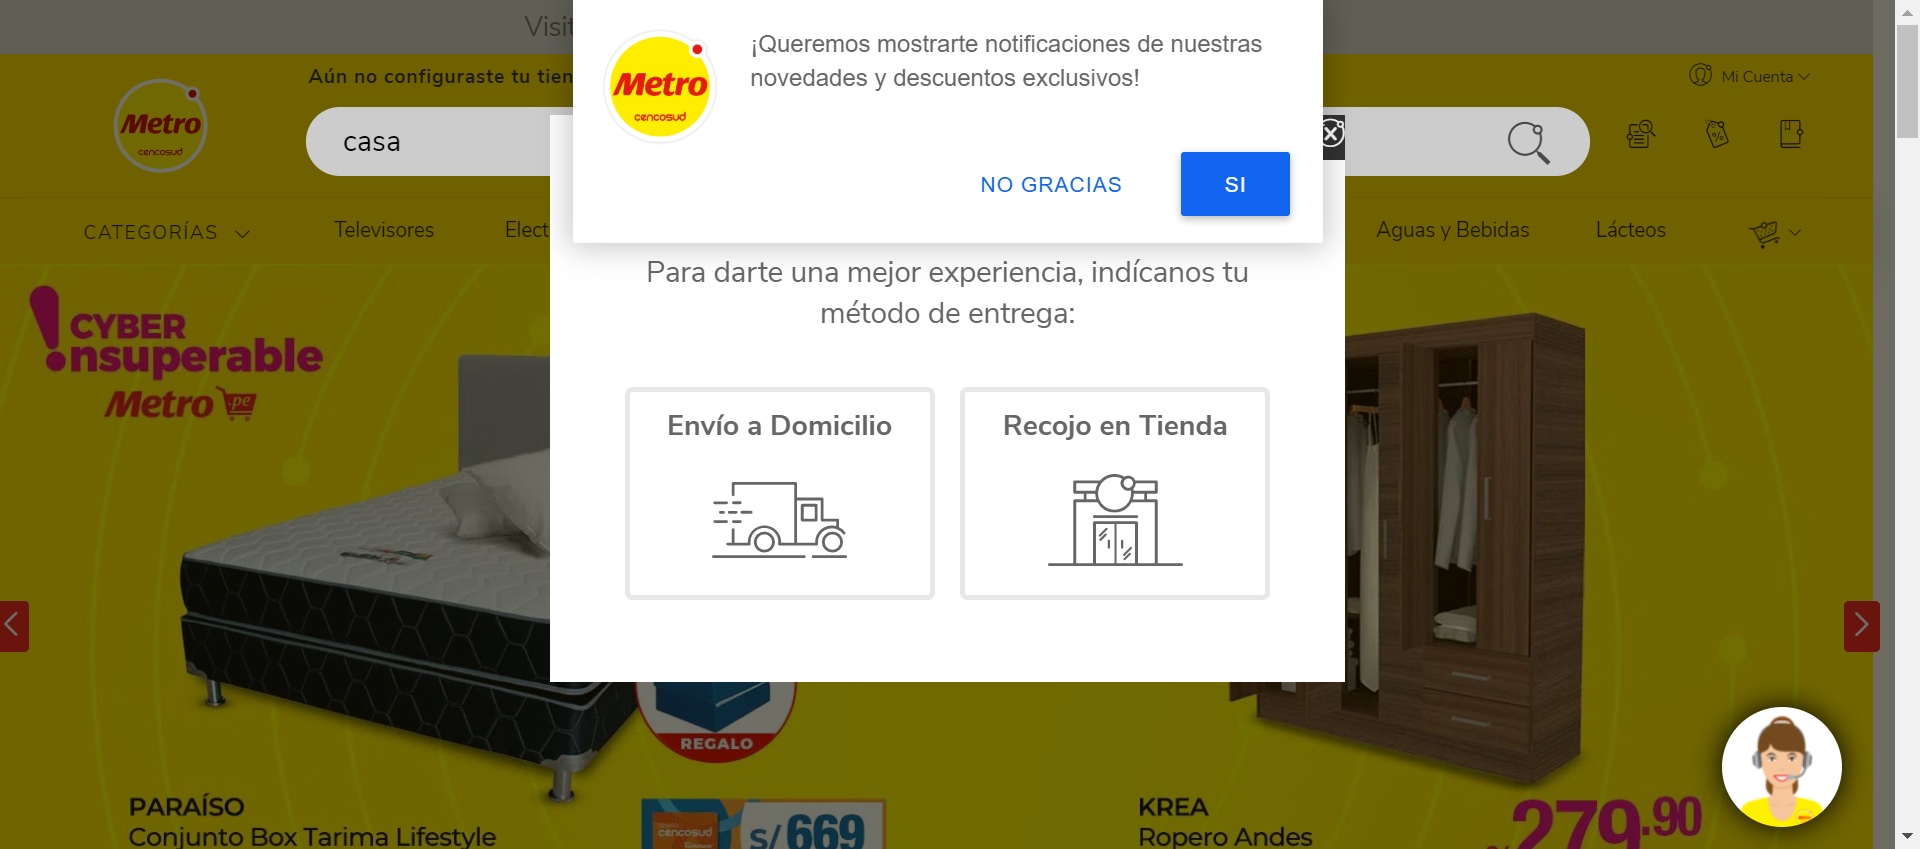 Visit
¡Queremos mostrarte notificaciones de nuestras
novedades y descuentos exclusivos!
NO GRACIAS
SI
Metro
cencosud
Aún no configuraste tu tien
Mi Cuenta
Metro
cencosud
casa
%
CATEGORÍAS
Televisores
Elect
Aguas y Bebidas
Lácteos
Para darte una mejor experiencia, indícanos tu
método de entrega:
Envío a Domicilio
Recojo en Tienda
CYBER
!nsuperable
Metro .pe
REGALO
PARAÍSO
Conjunto Box Tarima Lifestyle
cencosud
S/ 669
KREA
Ropero Andes
279.90